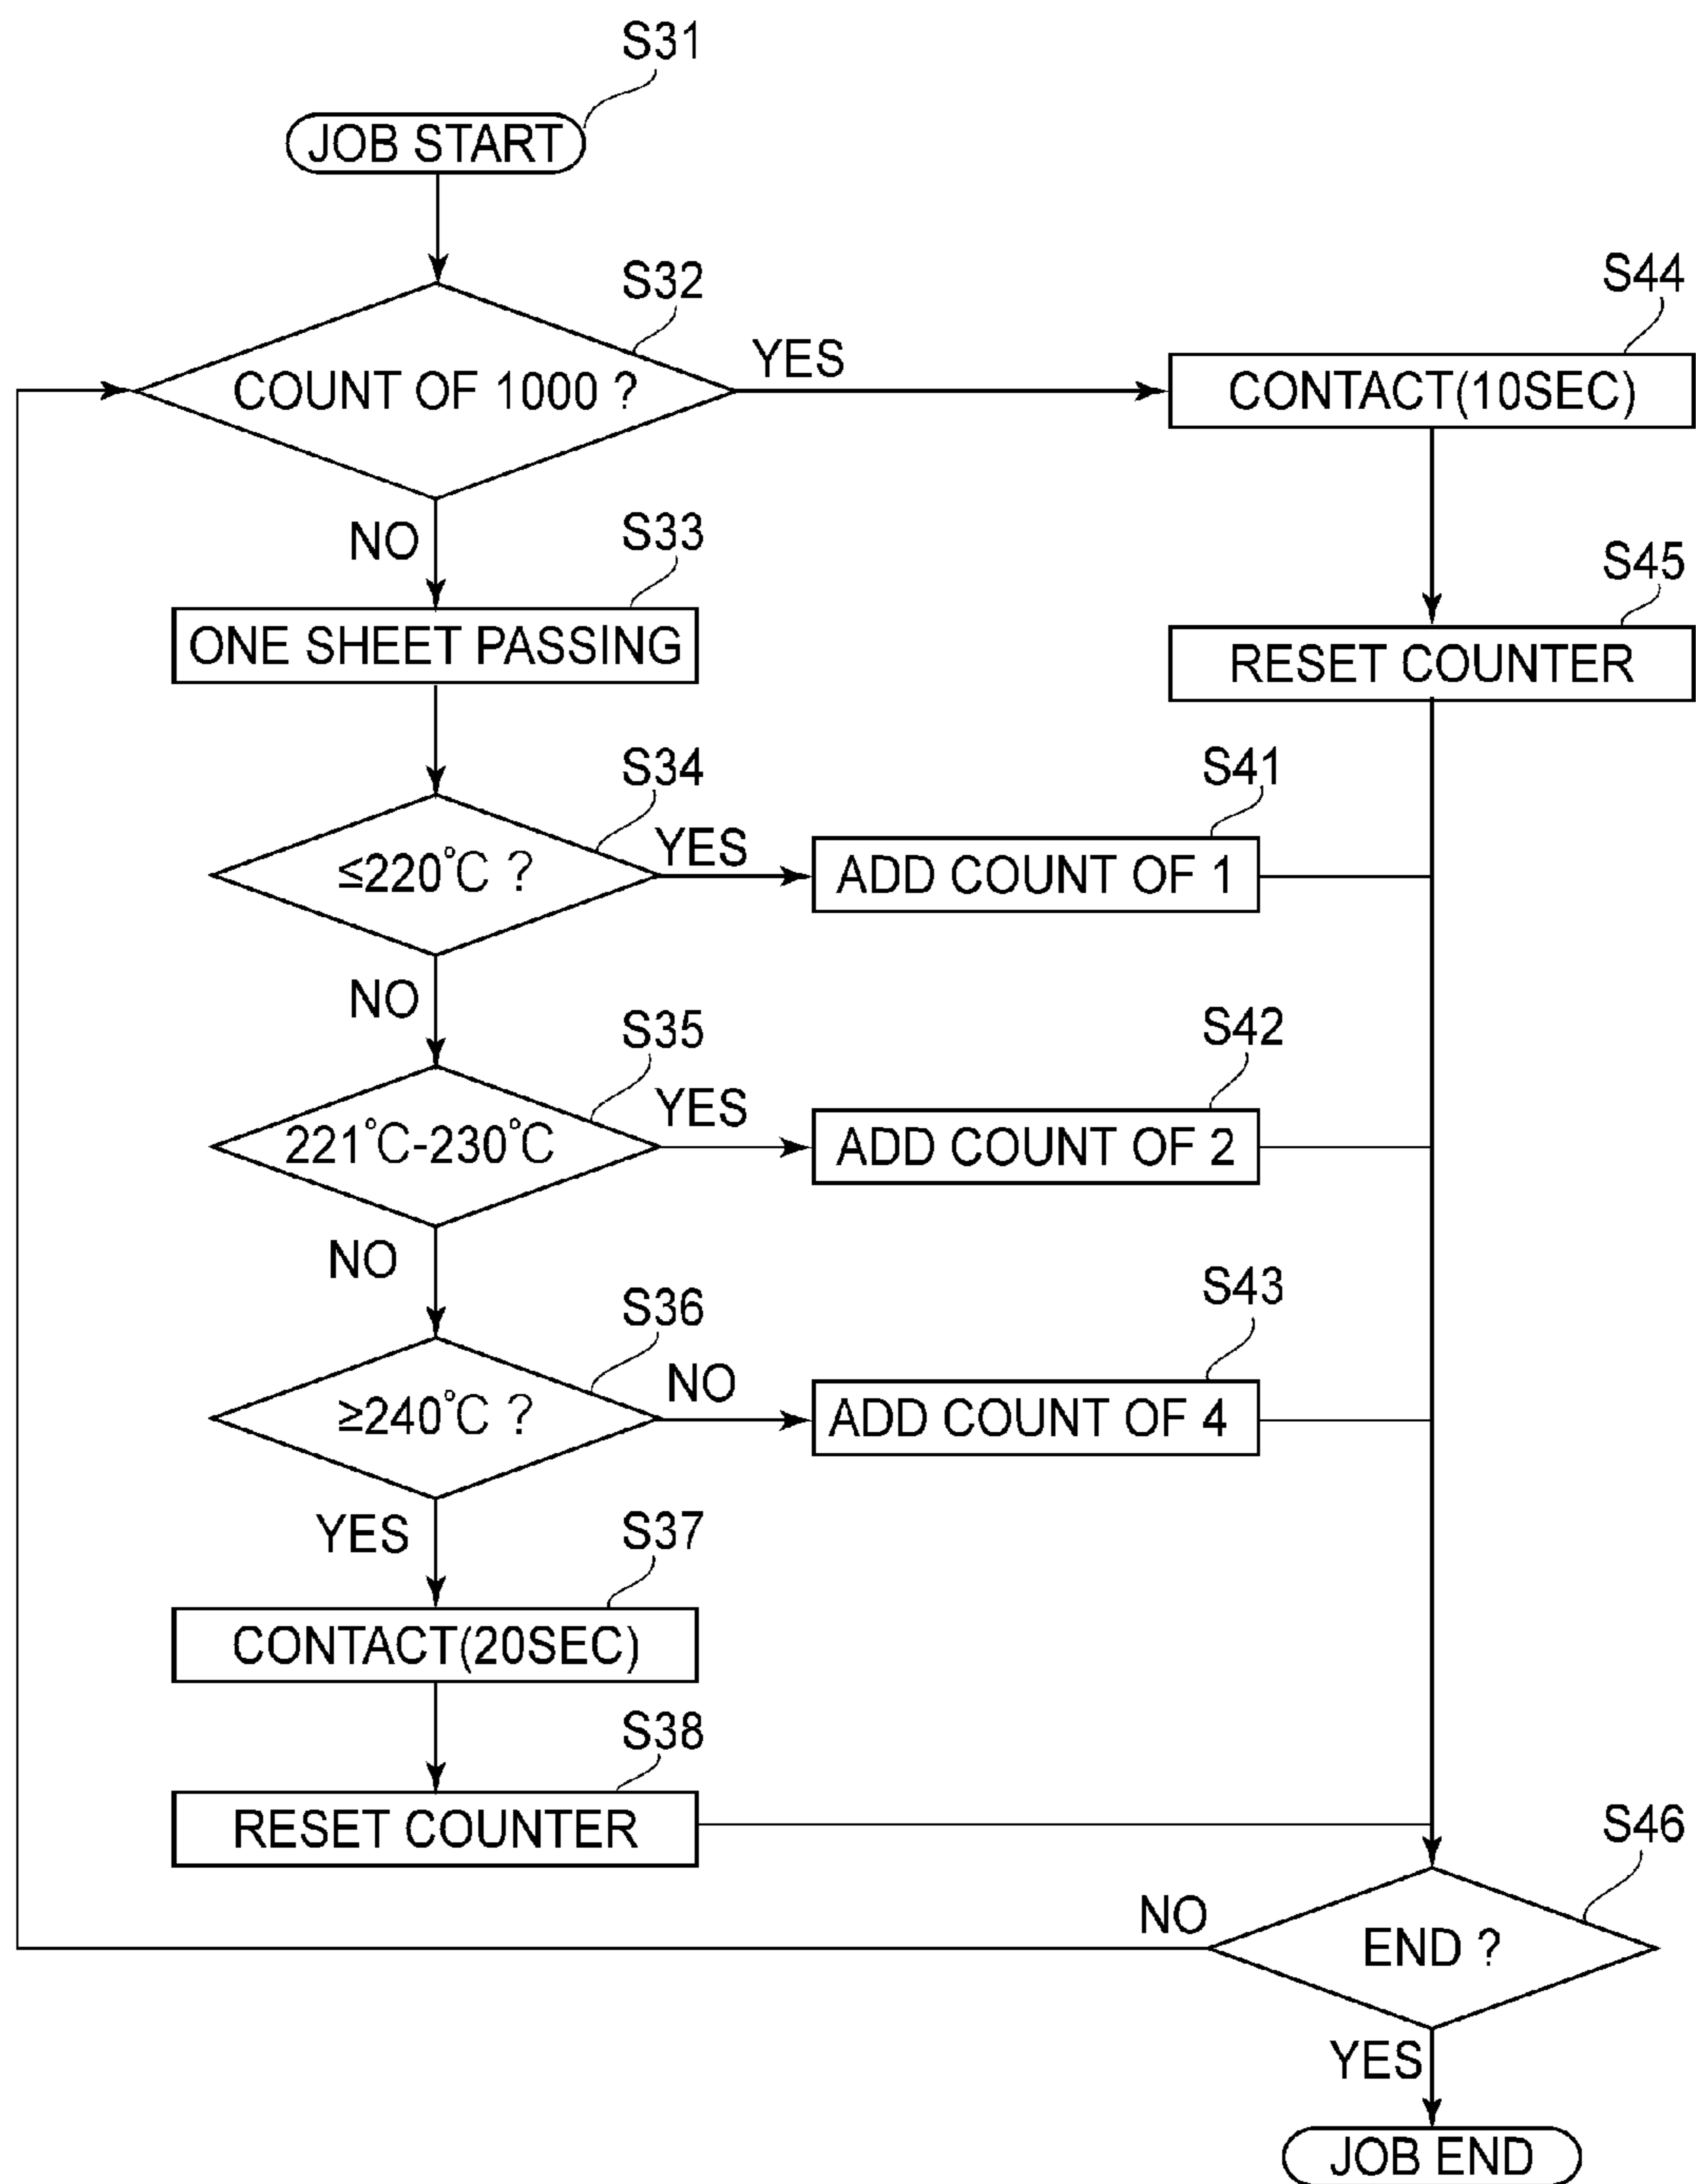 S31
JOB START
S32
COUNT OF 1000 ?
YES
S44
CONTACT(10SEC)
NO
S33
ONE SHEET PASSING
S45
RESET COUNTER
S34
≤220°C ?
YES
S41
ADD COUNT OF 1
NO
S35
221°C-230°C
YES
S42
ADD COUNT OF 2
NO
S36
≥240°C ?
NO
S43
ADD COUNT OF 4
YES
S37
CONTACT(20SEC)
S38
RESET COUNTER
S46
NO
END ?
YES
JOB END